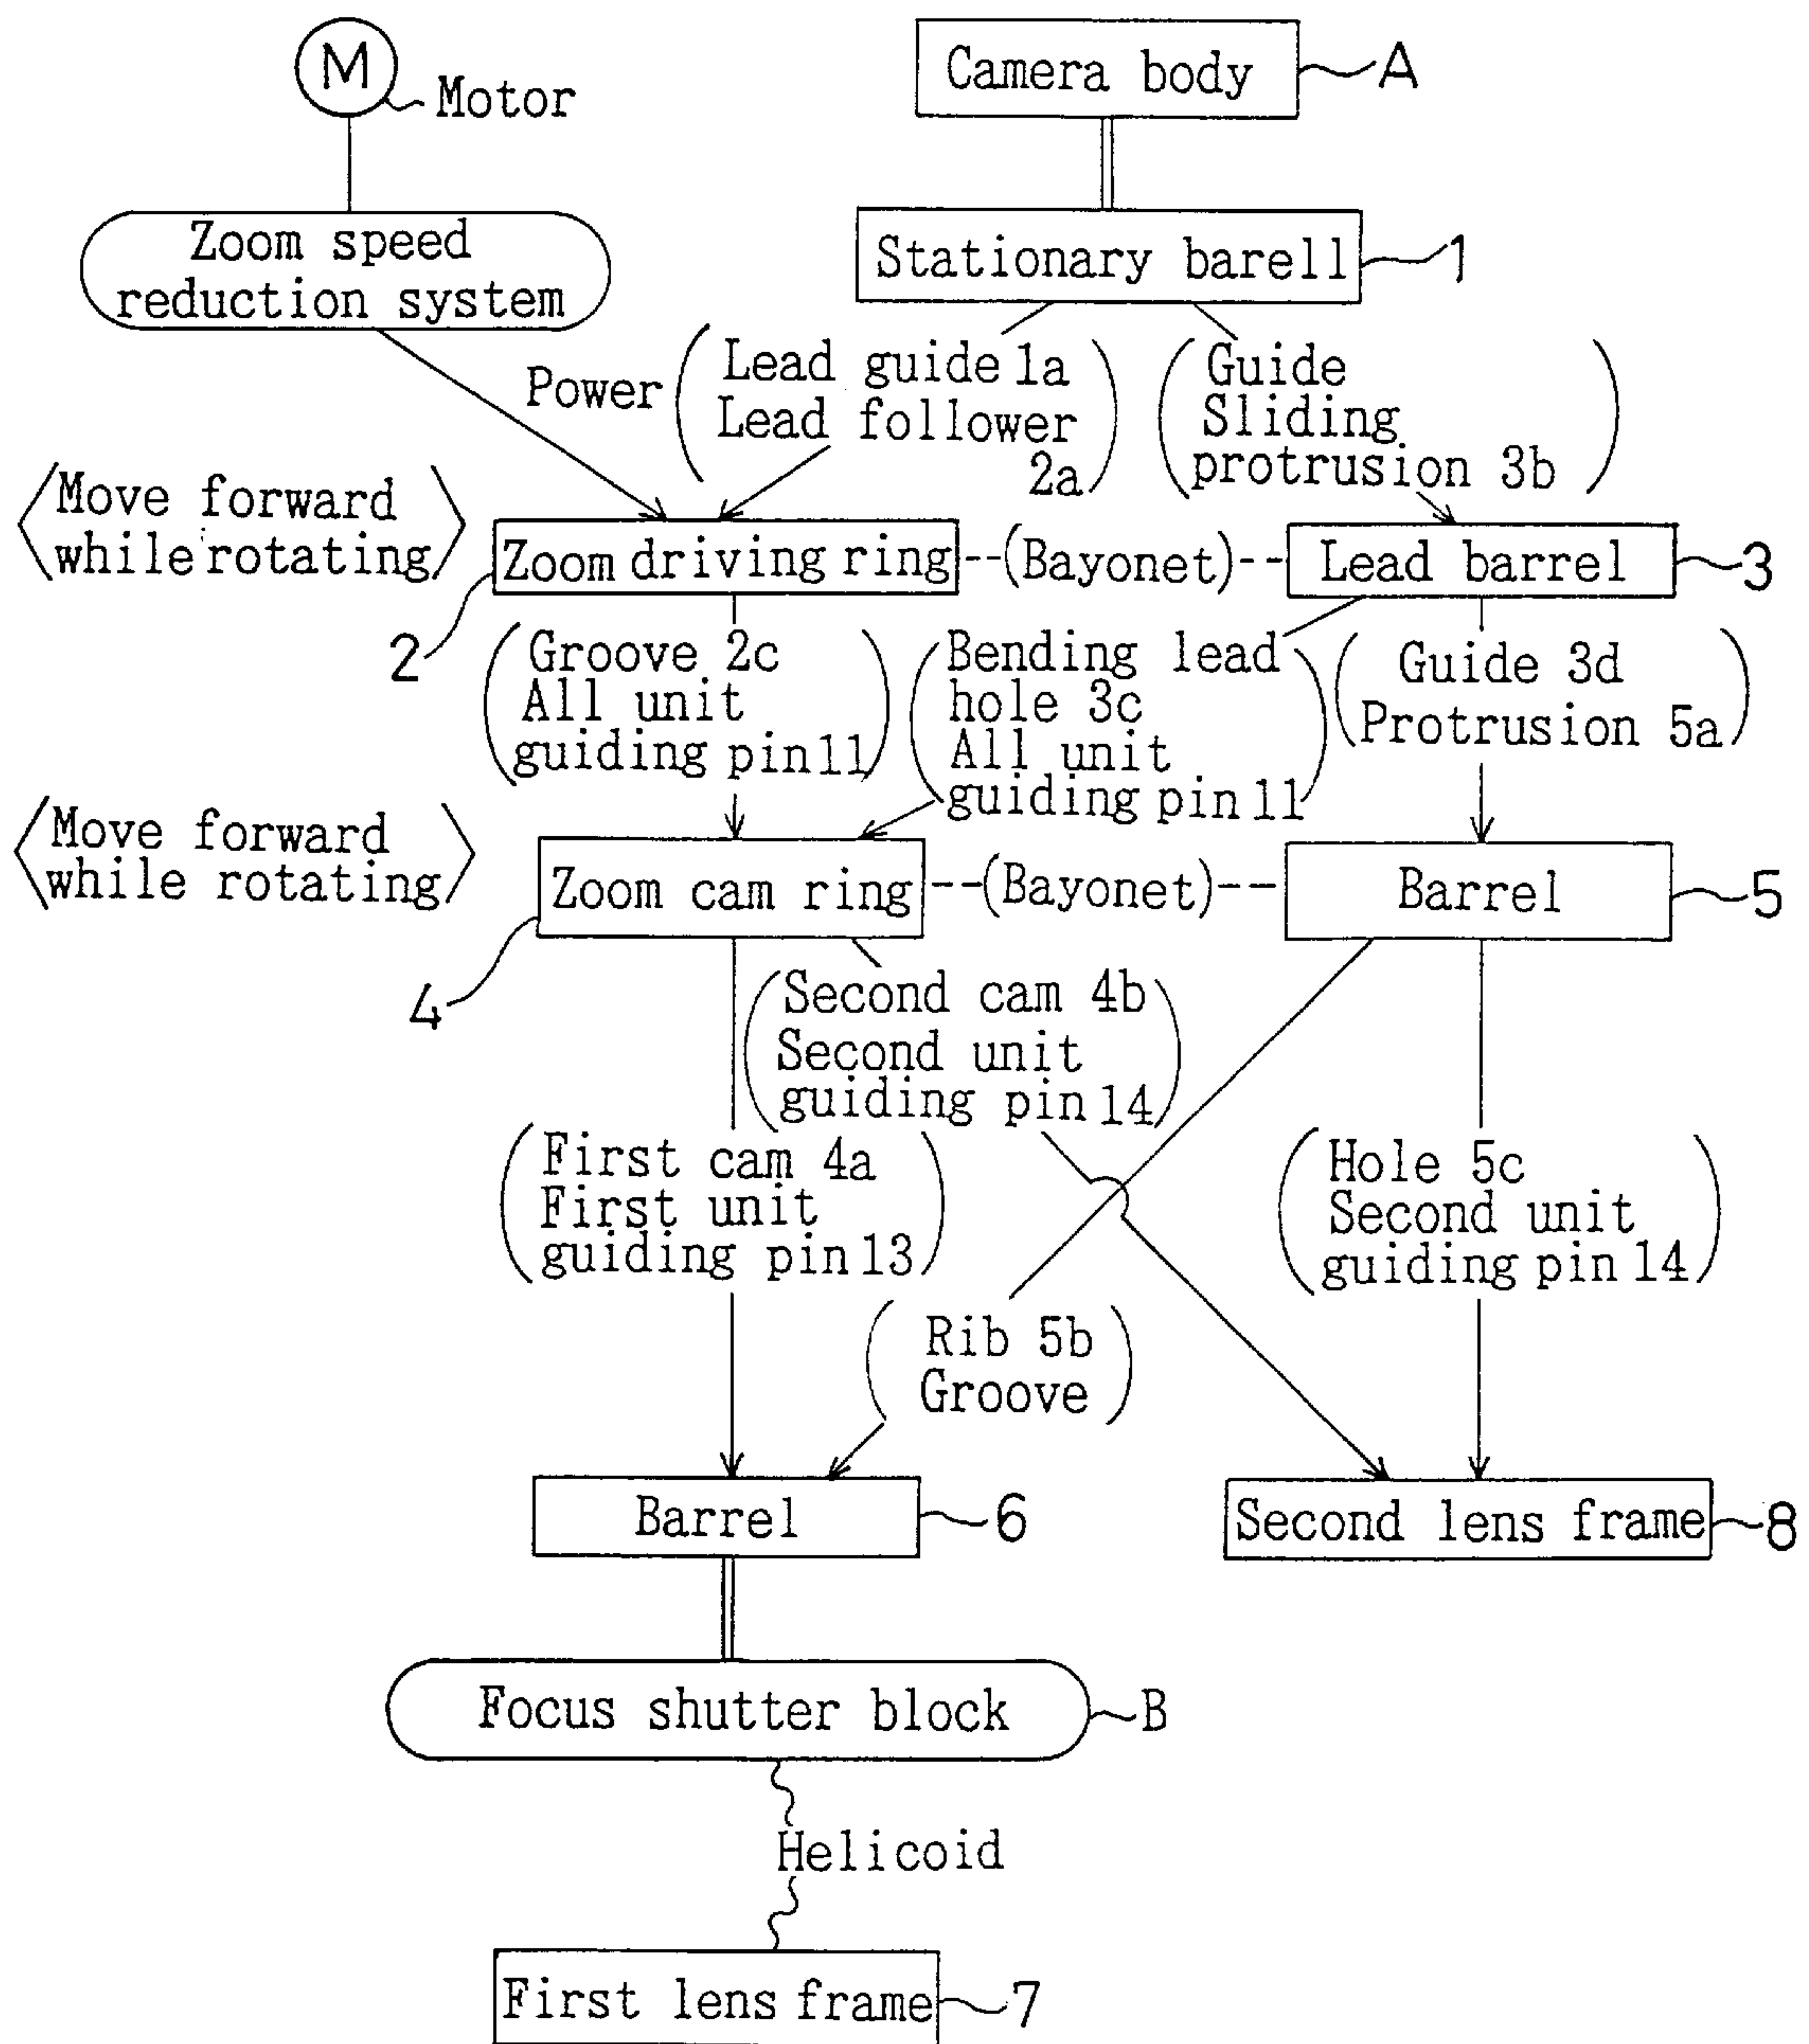 M
Motor
Camera body
A
Zoom speed
reduction system
Stationary barell
1
Power
Lead guide 1a
Lead follower
2a
Guide
Sliding
protrusion 3b
Move forward
while rotating
Zoom driving ring
(Bayonet)
Lead barrel
3
2
Groove 2c
All unit
guiding pin 11
Bending lead
hole 3c
All unit
guiding pin 11
Guide 3d
Protrusion 5a
Move forward
while rotating
Zoom cam ring
(Bayonet)
Barrel
5
4
Second cam 4b
Second unit
guiding pin 14
First cam 4a
First unit
guiding pin 13
Hole 5c
Second unit
guiding pin 14
Rib 5b
Groove
Barrel
6
Second lens frame
8
Focus shutter block
B
Helicoid
First lens frame
7